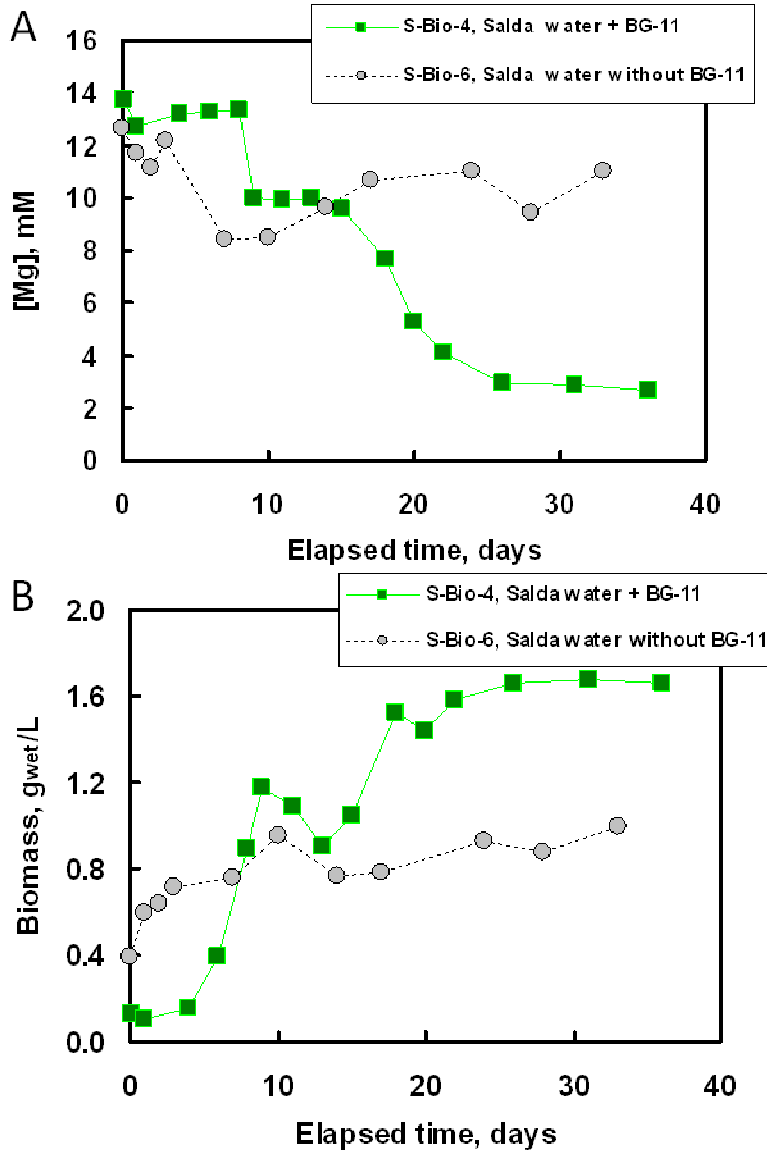 A
S-Bio-4, Salda water + BG-11
S-Bio-6, Salda water without BG-11
16
14
12
10
8
6
4
2
0
[Mg], mM
0 10 20 30 40
Elapsed time, days
B
S-Bio-4, Salda water + BG-11
S-Bio-6, Salda water without BG-11
2.0
1.6
1.2
0.8
0.4
0.0
Biomass, gwet/L
0 10 20 30 40
Elapsed time, days